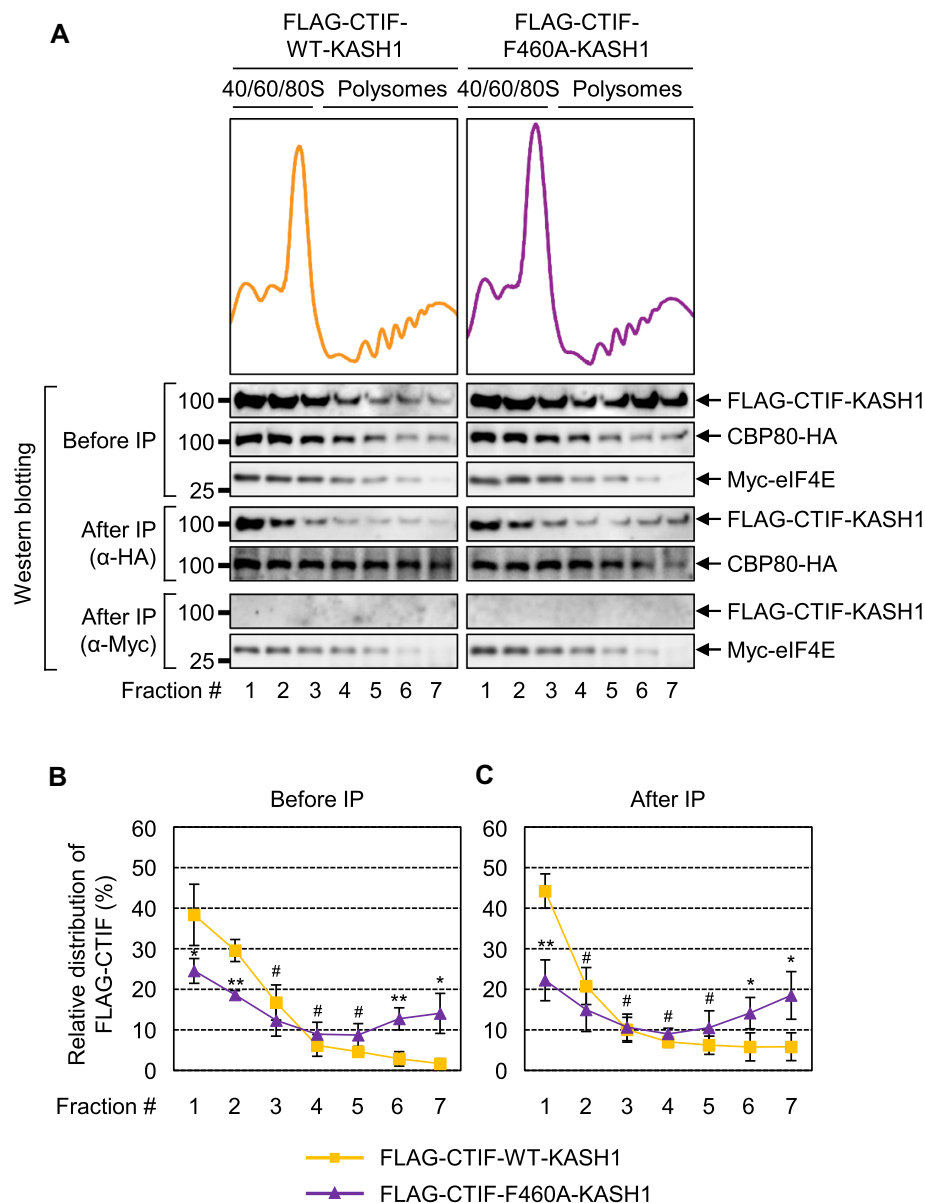 A
FLAG-CTIF-
WT-KASH1
FLAG-CTIF-
F460A-KASH1
40/60/80S Polysomes 40/60/80S Polysomes
Western blotting
Before IP
100 FLAG-CTIF-KASH1
100 CBP80-HA
25 Myc-eIF4E
After IP
(α-HA)
100 FLAG-CTIF-KASH1
100 CBP80-HA
After IP
(α-Myc)
100 FLAG-CTIF-KASH1
25 Myc-eIF4E
Fraction # 1 2 3 4 5 6 7 1 2 3 4 5 6 7
B
Before IP
Relative distribution of
FLAG-CTIF (%)
60
50
40
30
20
10
0
* ** # # # ** *
Fraction # 1 2 3 4 5 6 7
C
After IP
60
50
40
30
20
10
0
** # # # # * *
1 2 3 4 5 6 7
FLAG-CTIF-WT-KASH1
FLAG-CTIF-F460A-KASH1